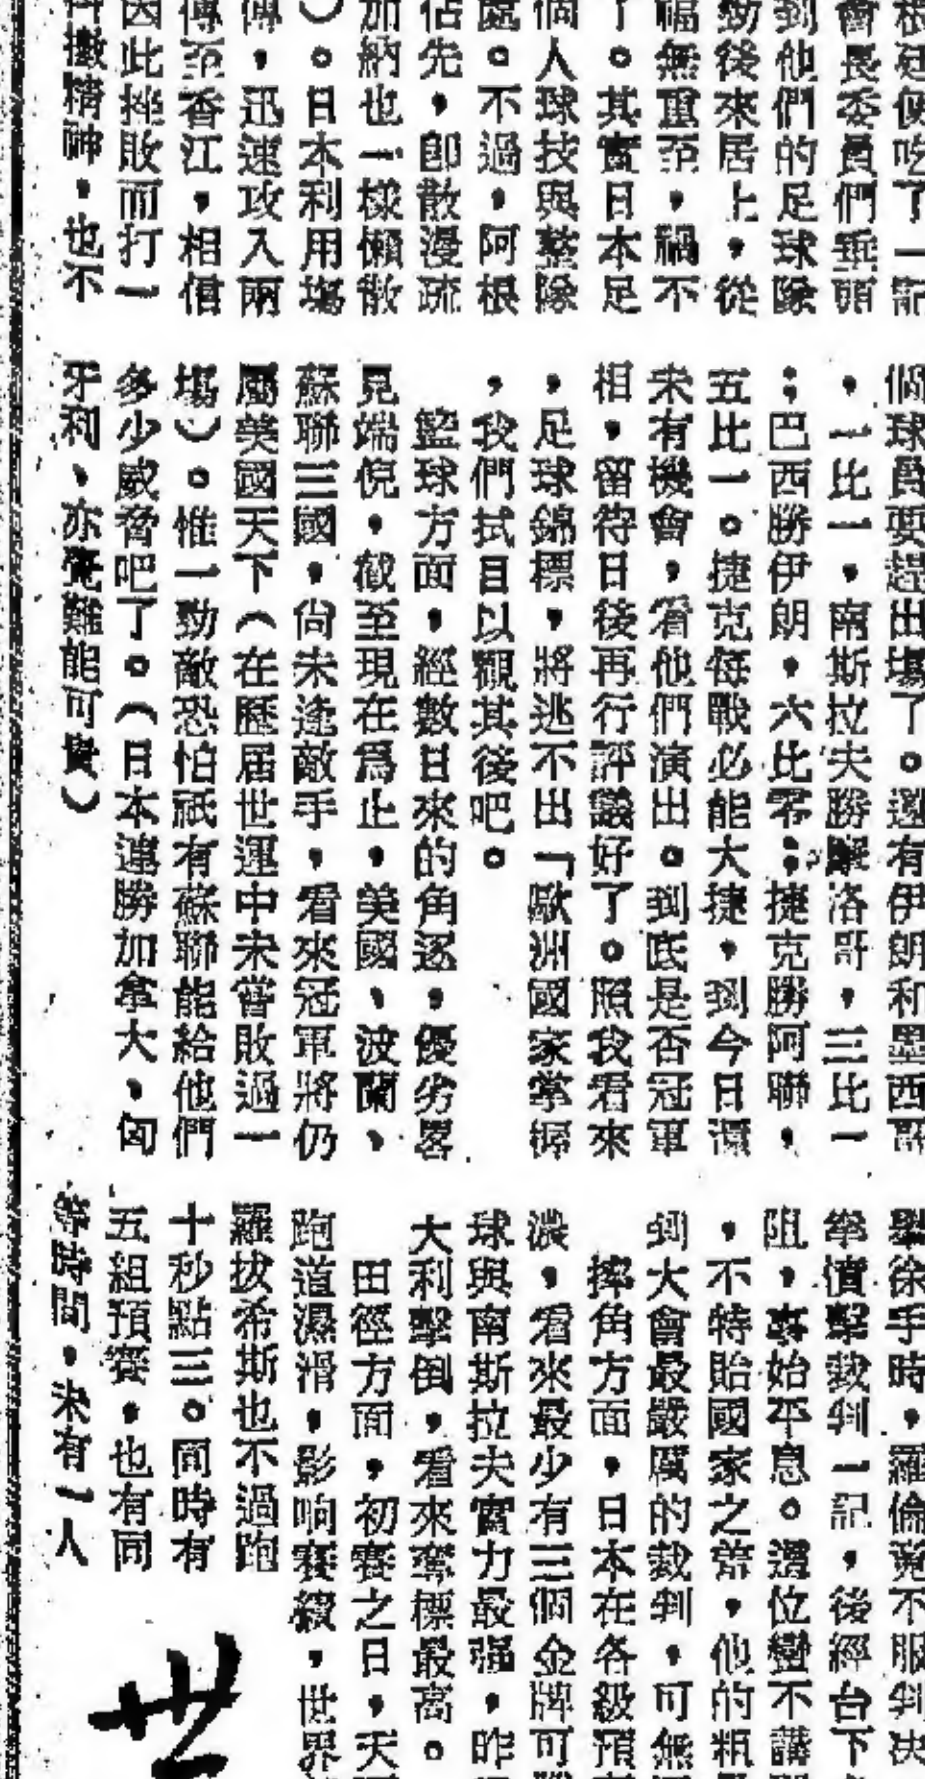 根廷便吃了一記
會長委員們垂頭
到他們的足球隊
勁後來居上,從
福無重至,禍不
了。其實日本足
個人球技與整隊
處。不過,阿根
佔先,卽散漫疏
加納也一樣懶散
)。日本利用塲
,迅速攻入兩
傳至香江,相信
因此挫敗而打一
精神,也不
個球員要趕出場了。還有伊朗和墨西哥
,一比一,南斯拉夫勝摩洛哥,三比一
;巴西勝伊朗,六比零;捷克勝阿聯,
五比一。捷克每戰必能大捷,到今日還
未有機會,看他們演出。到底是否冠軍
相,留待日後再行評議好了。照我看來
,足球錦標,將逃不出「歐洲國家掌握
,我們拭目以觀其後吧。
籃球方面,經數日來的角逐,優劣畧
見端倪,截至現在爲止,美國、波蘭、
蘇聯三國,尙未逢敵手,看來冠軍將仍
屬美國天下(在歷届世運中未嘗敗過一
塲)。惟一勁敵恐怕祇有蘇聯能給他們
多少威脅吧了。(日本連勝加拿大、匈
牙利、亦覺難能可貴)
舉徐手時,羅倫竟不服判决
擧憤擊裁判一記,後經台下
阻,事始平息。這位蠻不講
,不特貽國家之羞,他的粗
到大會最嚴厲的裁判,可無
摔角方面,日本在各級預
濃,看來最少有三個金牌可
球與南斯拉夫實力最强,昨
大利擊倒,看來奪標最高。
田徑方面,初賽之日,天
跑道濕滑,影响賽績,世界
羅拔希斯也不過跑
十秒點三。同時有
五組預賽,也有同
等時間,未有一人
世